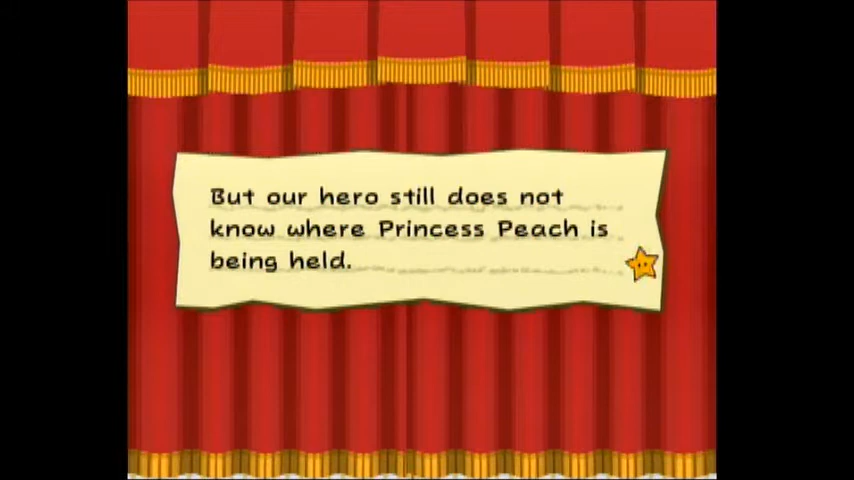 But our hero still does not
know where Princess Peach is
being held.